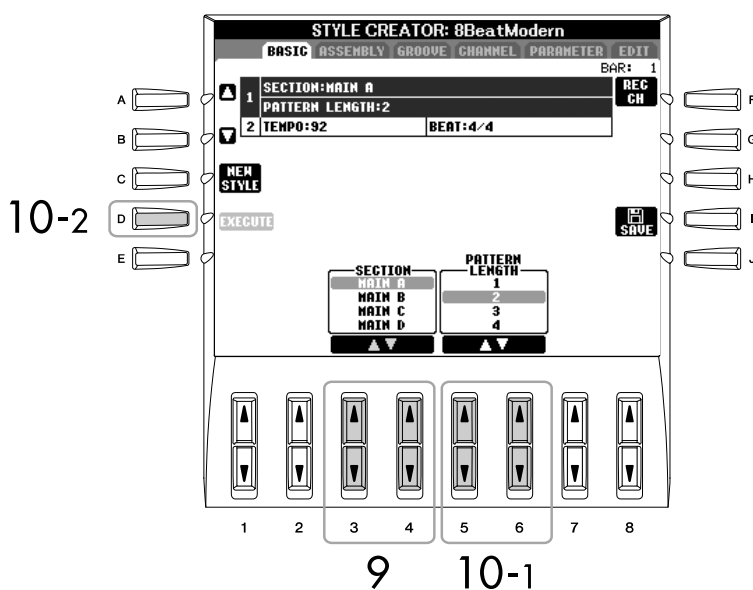 STYLE CREATOR: 8BeatModern
BASIC ASSEMBLY GROOVE CHANNEL PARAMETER EDIT
BAR: 1
1 SECTION:MAIN A
PATTERN LENGTH:2
REC CH
2 TEMPO:92 BEAT:4/4
NEW STYLE
EXECUTE
SAVE
SECTION
MAIN A
MAIN B
MAIN C
MAIN D
PATTERN LENGTH
1
2
3
4
A
B
C
D
E
F
G
H
I
J
10-2
1 2 3 4 5 6 7 8
9 10-1